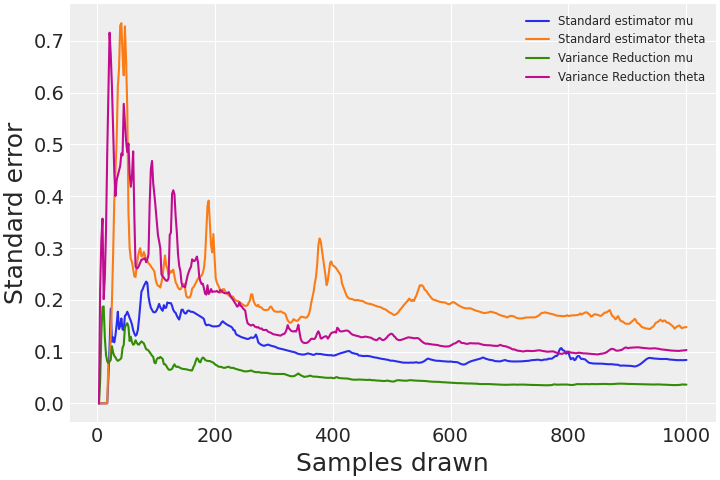 Standard estimator mu
Standard estimator theta
Variance Reduction mu
Variance Reduction theta
0.7
0.6
0.5
0.4
0.3
0.2
0.1
0.0
Standard error
0
200
400
600
800
1000
Samples drawn